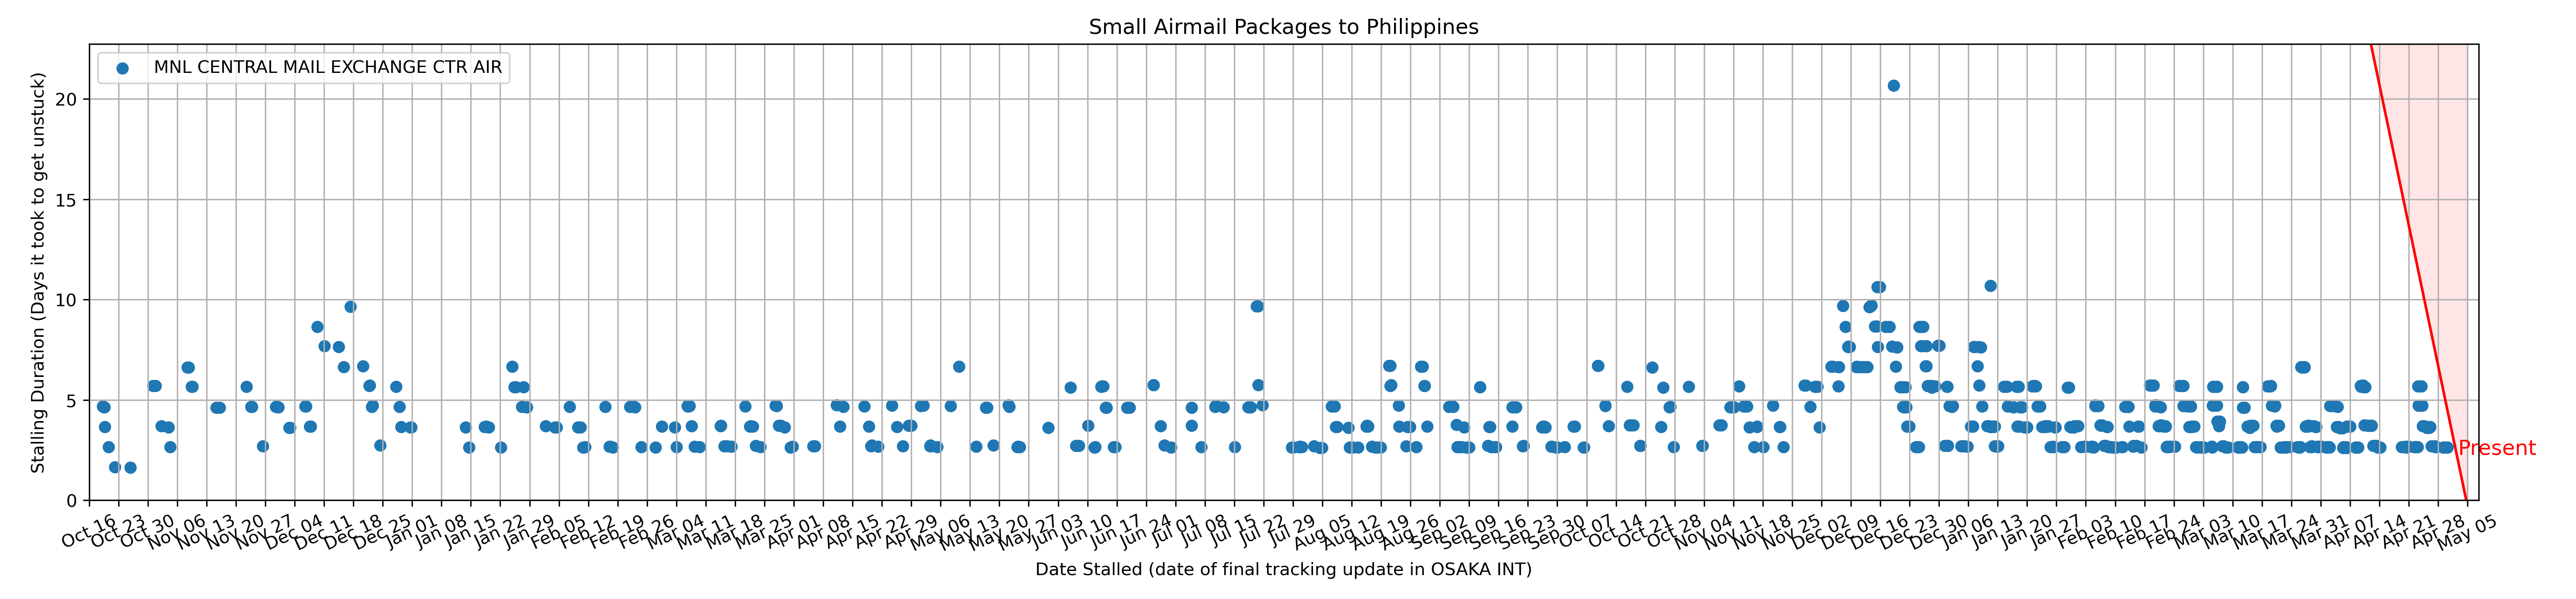 Small Airmail Packages to Philippines
MNL CENTRAL MAIL EXCHANGE CTR AIR
Stalling Duration (Days it took to get unstuck)
20
15
10
5
0
Present
Oct 16
Oct 23
Oct 30
Nov 06
Nov 13
Nov 20
Nov 27
Dec 04
Dec 11
Dec 18
Dec 25
Jan 01
Jan 08
Jan 15
Jan 22
Jan 29
Feb 05
Feb 12
Feb 19
Feb 26
Mar 04
Mar 11
Mar 18
Mar 25
Apr 01
Apr 08
Apr 15
Apr 22
Apr 29
May 06
May 13
May 20
May 27
Jun 03
Jun 10
Jun 17
Jun 24
Jul 01
Jul 08
Jul 15
Jul 22
Jul 29
Aug 05
Aug 12
Aug 19
Aug 26
Sep 02
Sep 09
Sep 16
Sep 23
Sep 30
Oct 07
Oct 14
Oct 21
Oct 28
Nov 04
Nov 11
Nov 18
Nov 25
Dec 02
Dec 09
Dec 16
Dec 23
Dec 30
Jan 06
Jan 13
Jan 20
Jan 27
Feb 03
Feb 10
Feb 17
Feb 24
Mar 03
Mar 10
Mar 17
Mar 24
Mar 31
Apr 07
Apr 14
Apr 21
Apr 28
May 05
Date Stalled (date of final tracking update in OSAKA INT)